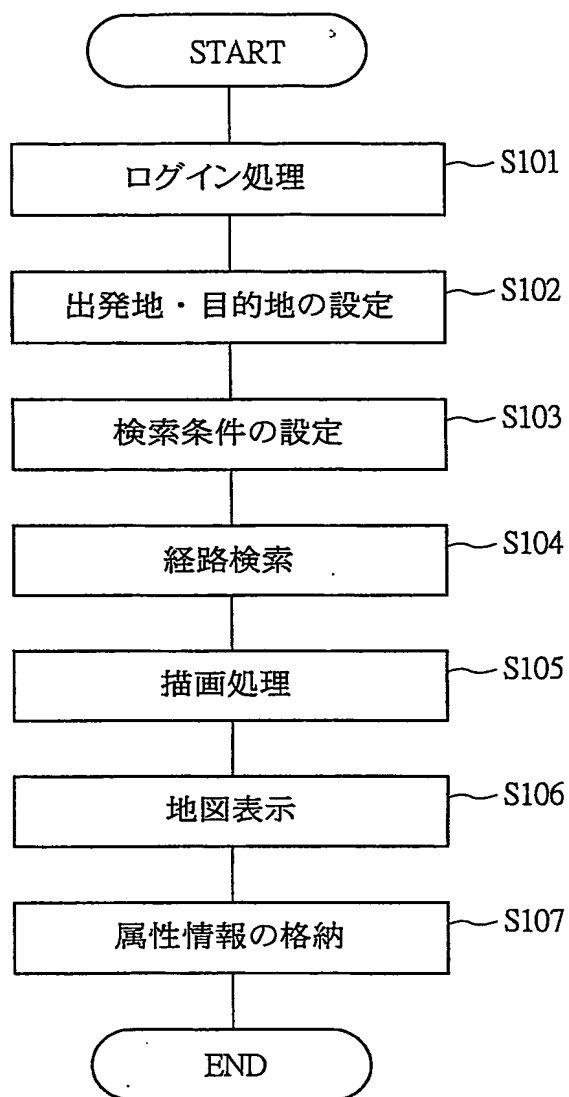 START
ログイン処理
S101
出発地・目的地の設定
S102
検索条件の設定
S103
経路検索
S104
描画処理
S105
地図表示
S106
属性情報の格納
S107
END